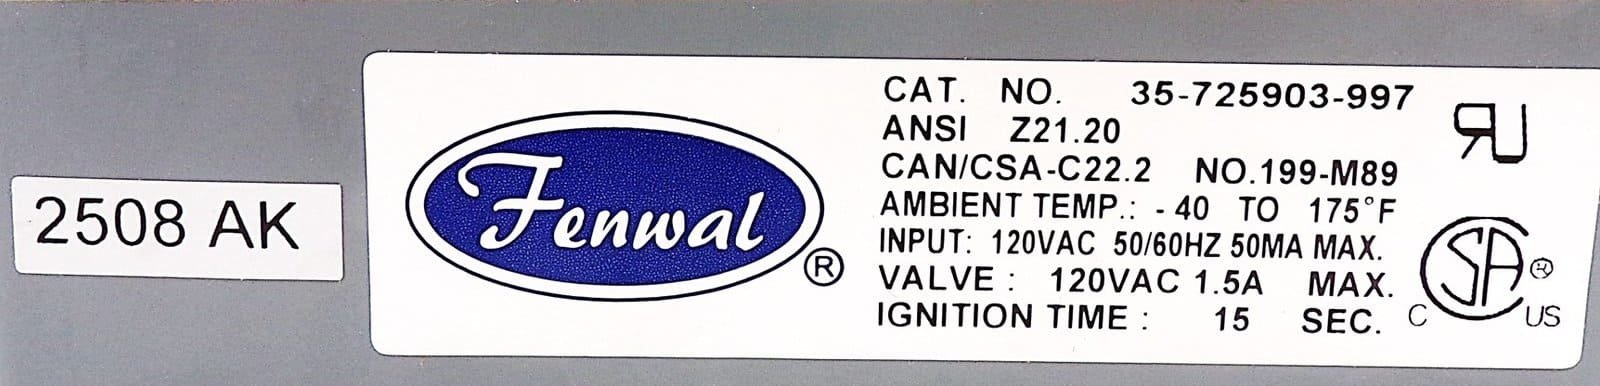 2508 AK
Fenwal®
CAT. NO. 35-725903-997
ANSI Z21.20
CAN/CSA-C22.2 NO.199-M89
AMBIENT TEMP.: -40 TO 175°F
INPUT: 120VAC 50/60HZ 50MA MAX.
VALVE : 120VAC 1.5A MAX.
IGNITION TIME : 15 SEC.
RU
C SA ® US